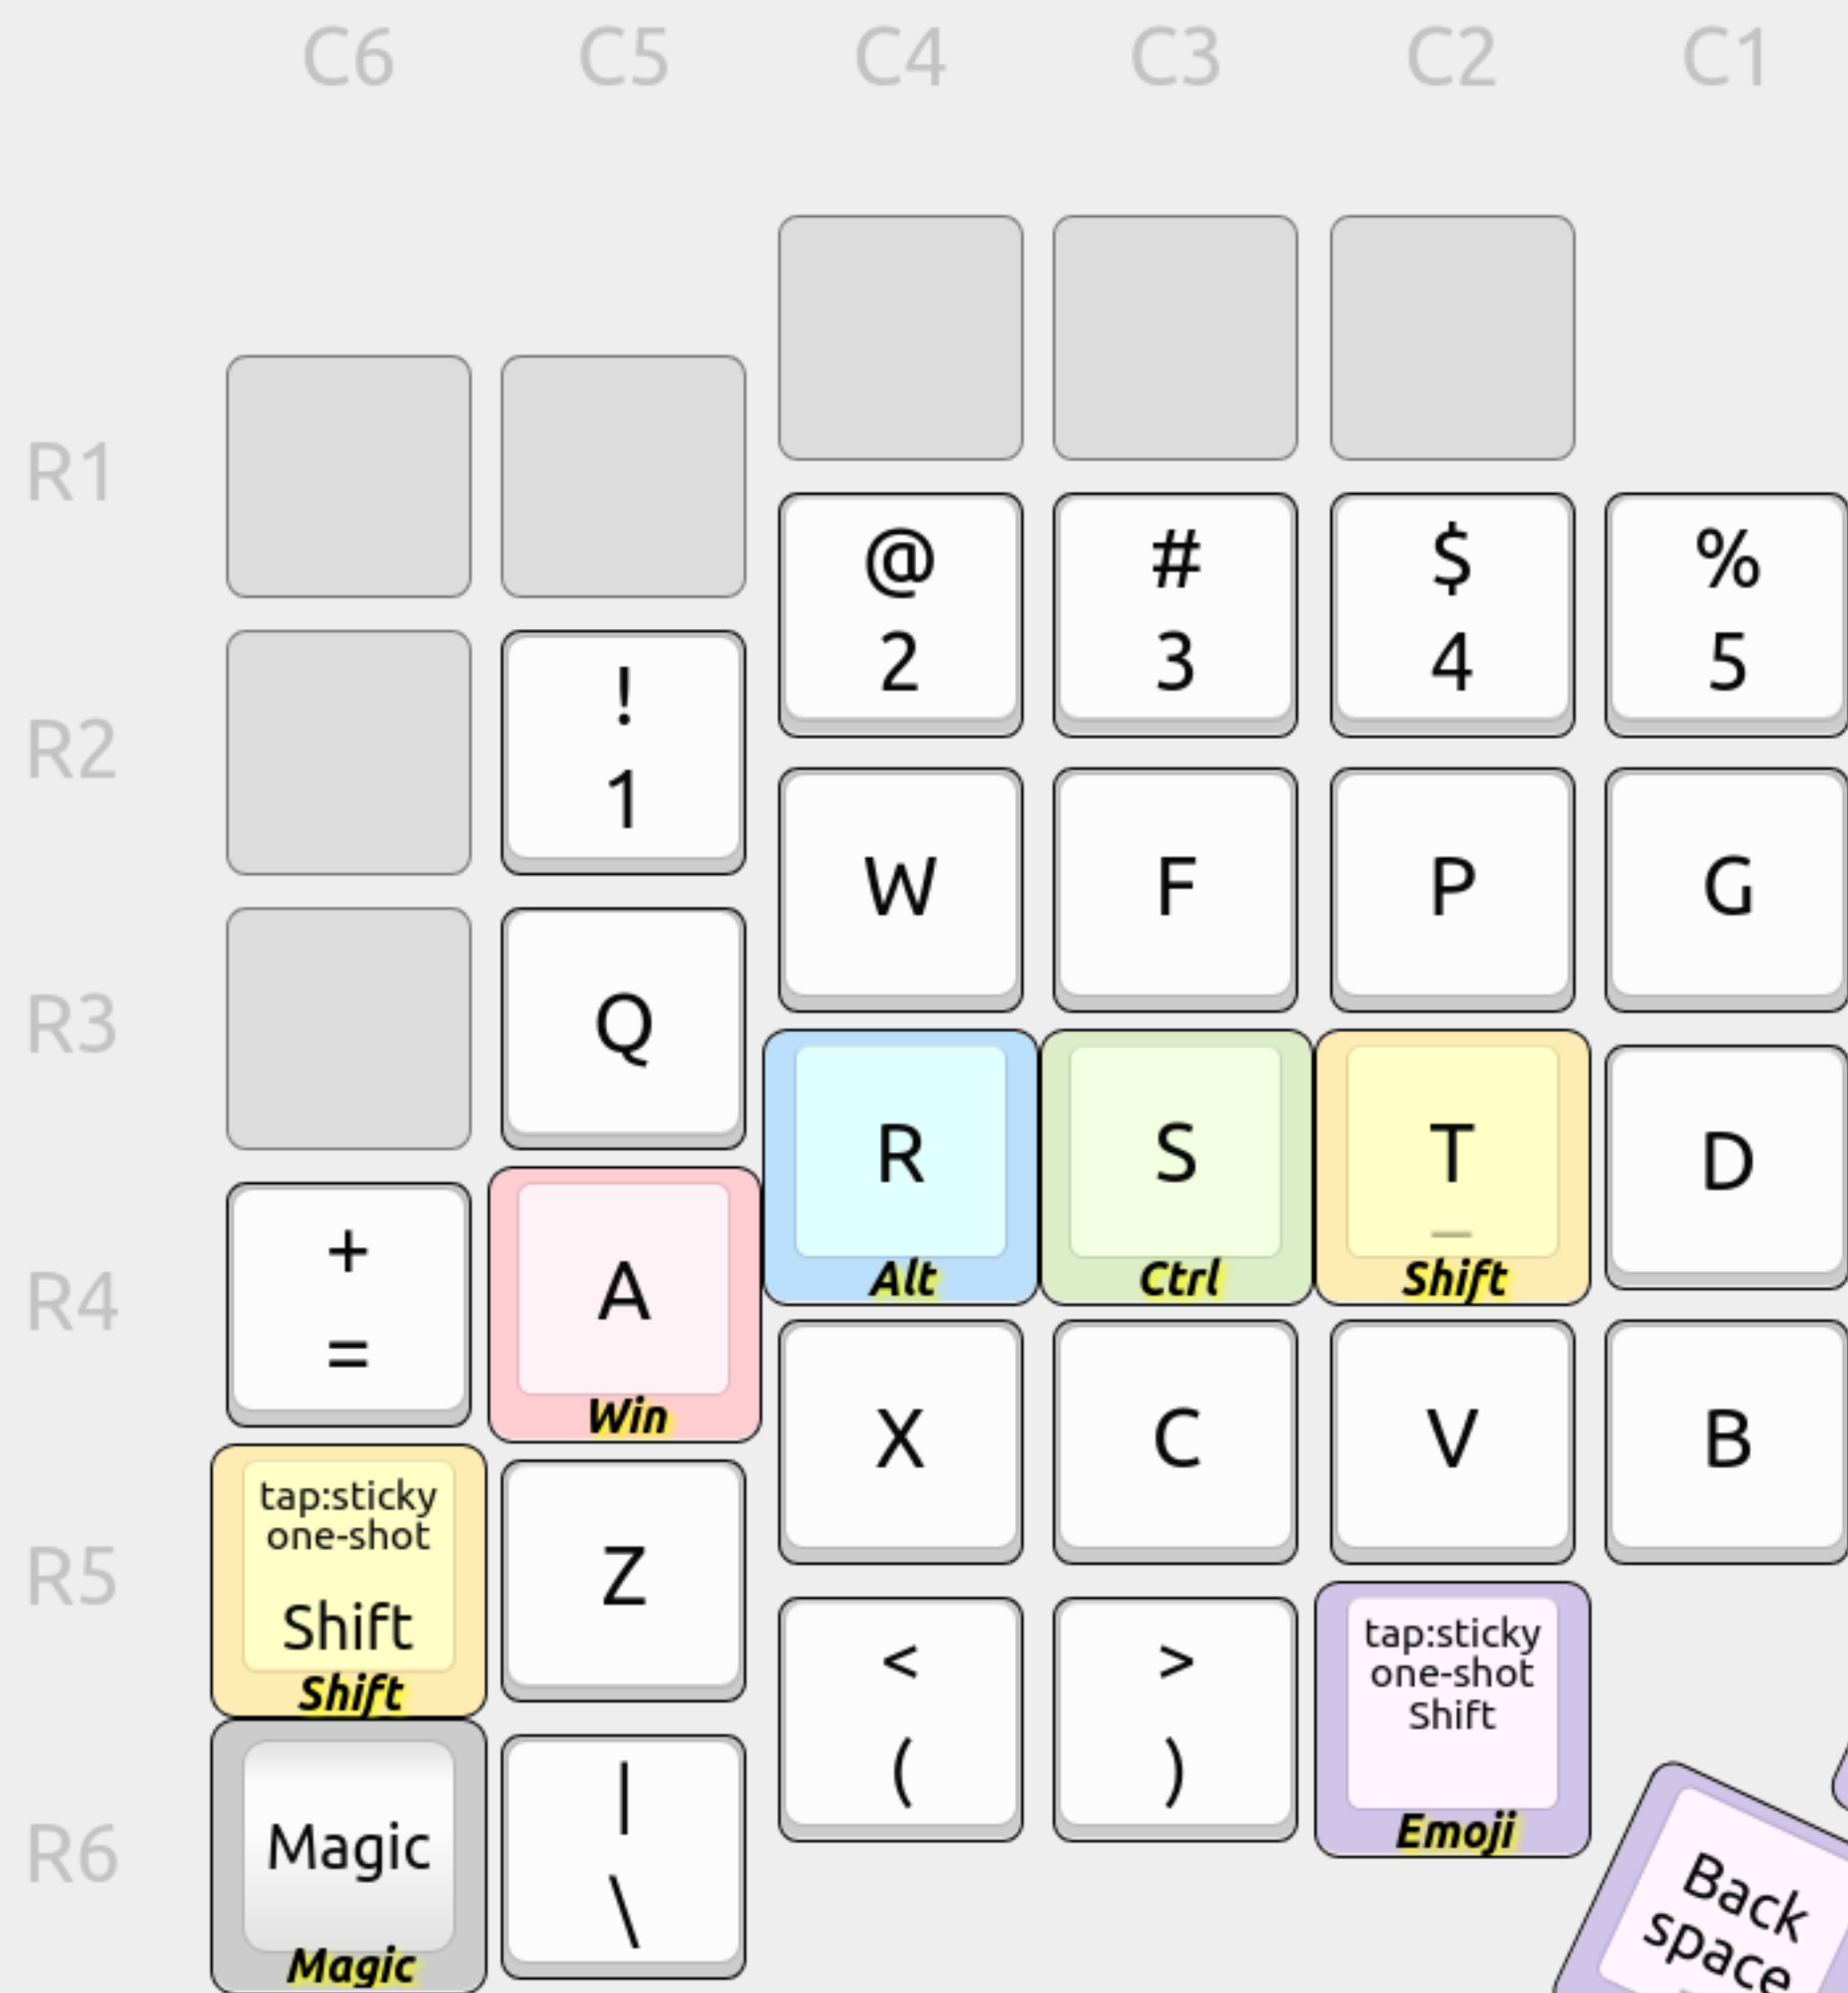 C6 C5 C4 C3 C2 C1
R1
@ # $ %
2 3 4 5
!
1
R2
W F P G
Q
R3
R S T D
_
Alt Ctrl Shift
+
=
A
Win
R4
X C V B
tap:sticky
one-shot
Shift
Shift
Z
R5
< >
( )
tap:sticky
one-shot
Shift
Emoji
Magic
Magic
|
\
R6
Back
space